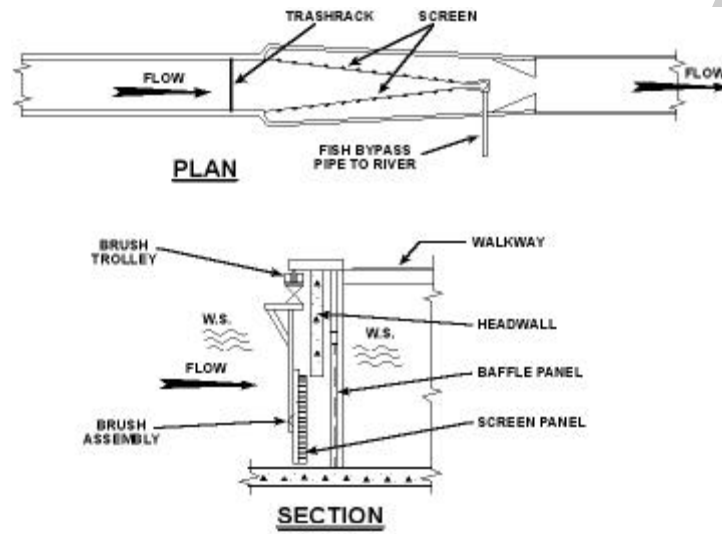 TRASHRACK
SCREEN
FLOW
FLOW
FISH BYPASS
PIPE TO RIVER
PLAN
BRUSH
TROLLEY
WALKWAY
W.S.
W.S.
HEADWALL
FLOW
BAFFLE PANEL
BRUSH
ASSEMBLY
SCREEN PANEL
SECTION